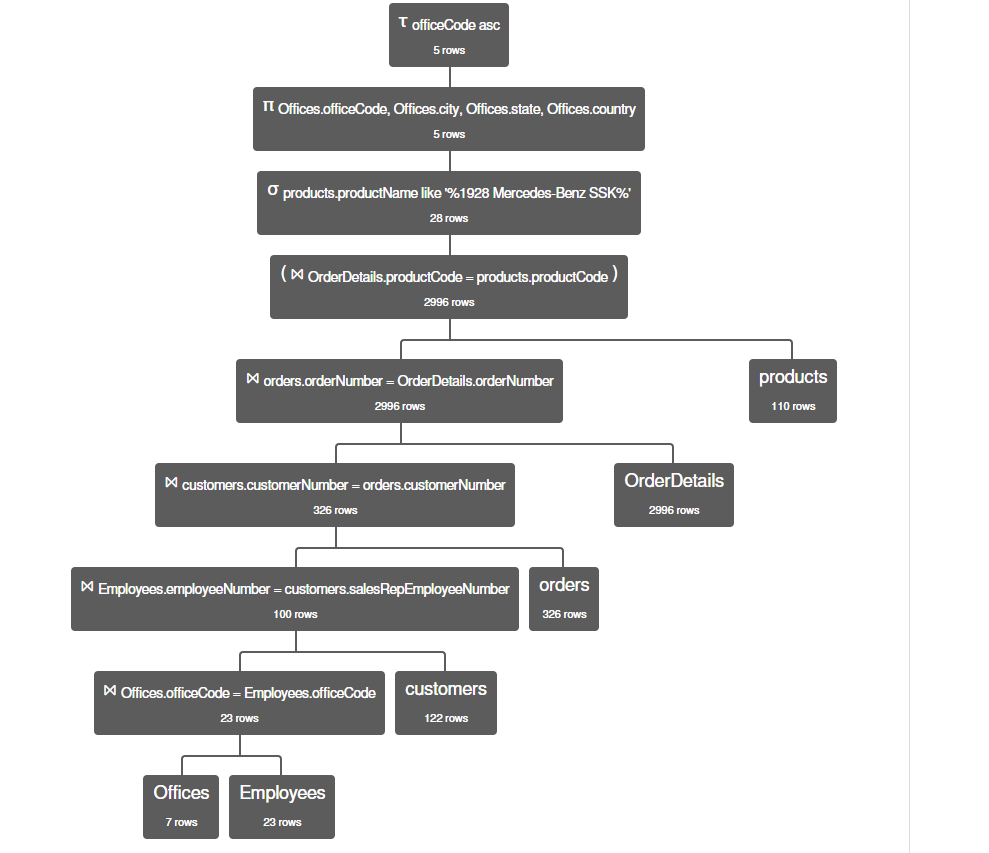 τ officeCode asc
5 rows
π Offices.officeCode, Offices.city, Offices.state, Offices.country
5 rows
σ products.productName like '%1928 Mercedes-Benz SSK%'
28 rows
( ⋈ OrderDetails.productCode = products.productCode )
2996 rows
⋈ orders.orderNumber = OrderDetails.orderNumber
2996 rows
products
110 rows
⋈ customers.customerNumber = orders.customerNumber
326 rows
OrderDetails
2996 rows
⋈ Employees.employeeNumber = customers.salesRepEmployeeNumber
100 rows
orders
326 rows
⋈ Offices.officeCode = Employees.officeCode
23 rows
customers
122 rows
Offices
7 rows
Employees
23 rows